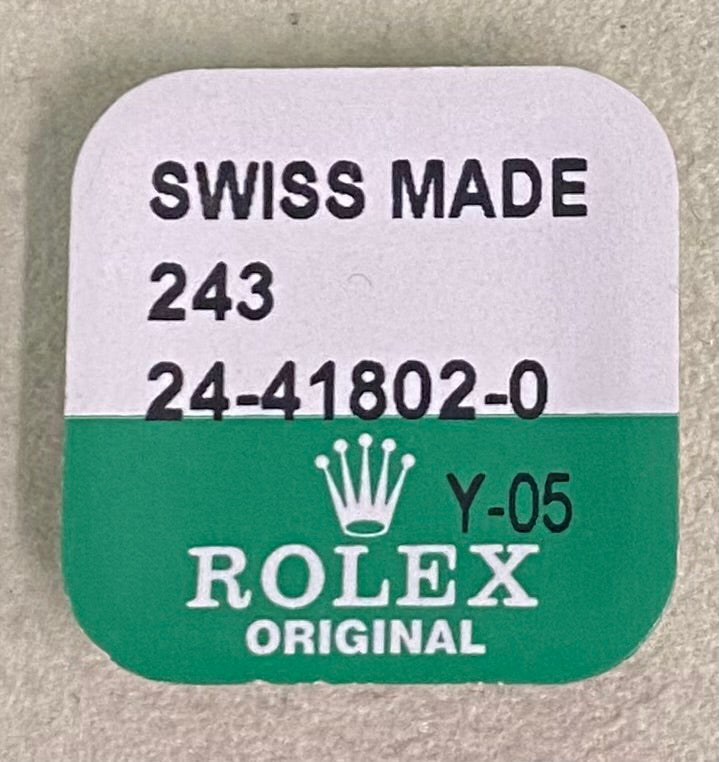 SWISS MADE
243
24-41802-0
Y-05
ROLEX
ORIGINAL